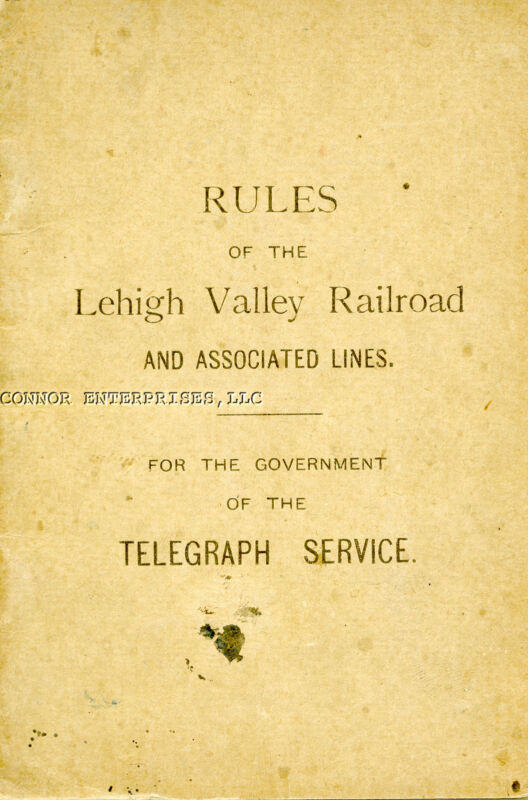 RULES
OF THE
Lehigh Valley Railroad
AND ASSOCIATED LINES.
CONNOR ENTERPRISES, LLC
FOR THE GOVERNMENT
OF THE
TELEGRAPH SERVICE.